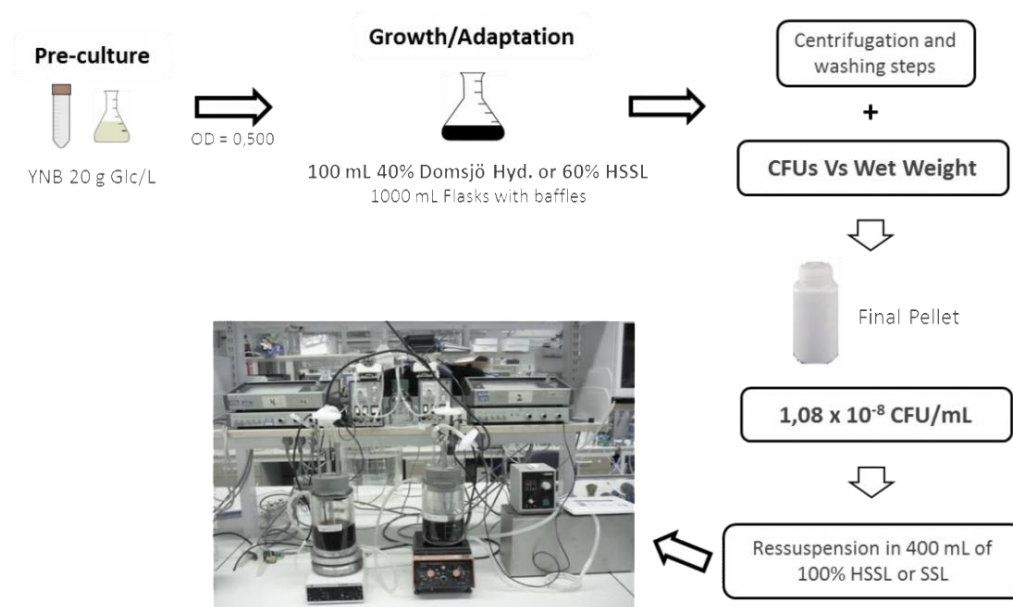 Pre-culture
YNB 20 g Glc/L
OD = 0,500
Growth/Adaptation
100 mL 40% Domsjö Hyd. or 60% HSSL
1000 mL Flasks with baffles
Centrifugation and
washing steps
+
CFUs Vs Wet Weight
Final Pellet
1,08 x 10⁻⁸ CFU/mL
Ressuspension in 400 mL of
100% HSSL or SSL